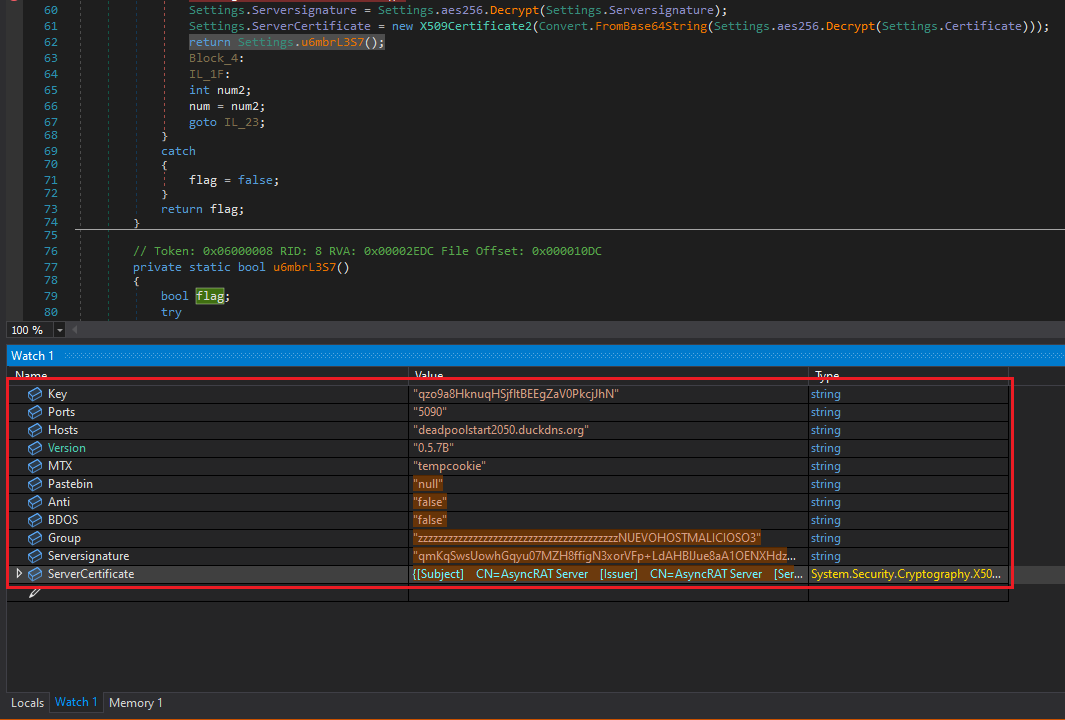 60 Settings.Serversignature = Settings.aes256.Decrypt(Settings.Serversignature);
61 Settings.ServerCertificate = new X509Certificate2(Convert.FromBase64String(Settings.aes256.Decrypt(Settings.Certificate)));
62 return Settings.u6mbrL3S7();
63 Block_4:
64 IL_1F:
65 int num2;
66 num = num2;
67 goto IL_23;
68 }
69 catch
70 {
71 flag = false;
72 }
73 return flag;
74 }
75
76 // Token: 0x06000008 RID: 8 RVA: 0x00002EDC File Offset: 0x000010DC
77 private static bool u6mbrL3S7()
78 {
79 bool flag;
80 try
100 %
Watch 1
Name Value Type
Key "qzo9a8HknuqHSjfItBEEgZaV0PkcjJhN" string
Ports "5090" string
Hosts "deadpoolstart2050.duckdns.org" string
Version "0.5.7B" string
MTX "tempcookie" string
Pastebin "null" string
Anti "false" string
BDOS "false" string
Group "zzzzzzzzzzzzzzzzzzzzzzzzzzzzzzzzzzzzzzzzNUEVOHOSTMALICIOSO3" string
Serversignature "qmKqSwsUowhGqyu07MZH8ffigN3xorVFp+LdAHBlJue8aA1OENXHdz... string
ServerCertificate {[Subject] CN=AsyncRAT Server [Issuer] CN=AsyncRAT Server [Ser... System.Security.Cryptography.X50...
Locals Watch 1 Memory 1